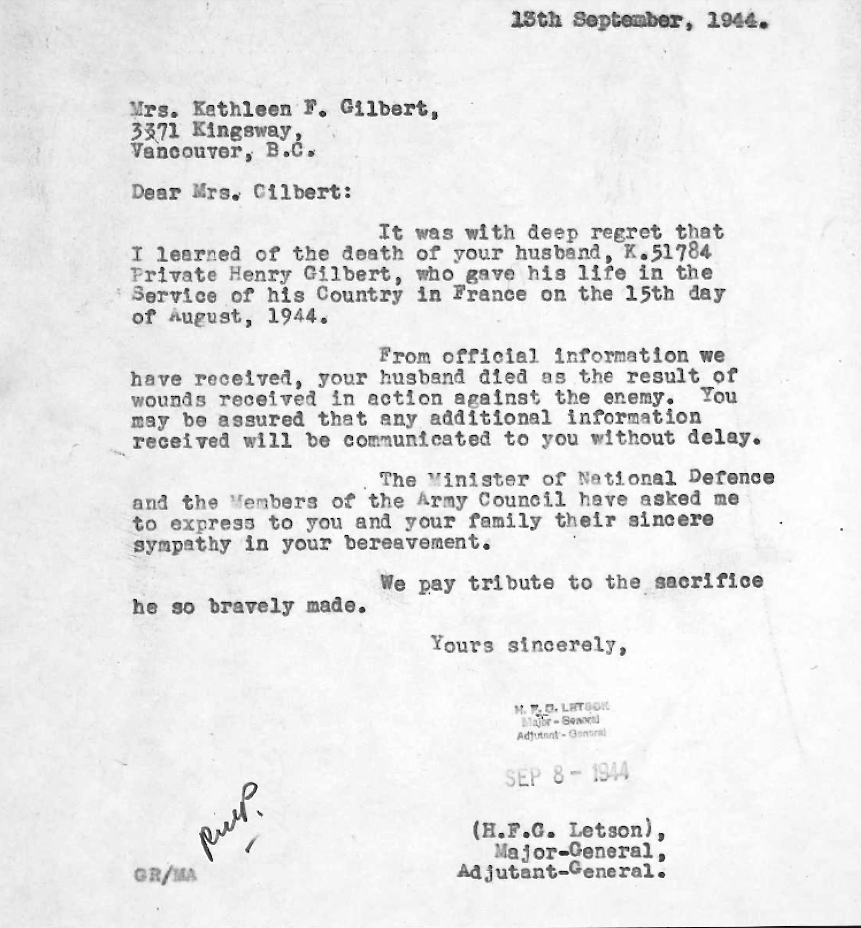 13th September, 1944.
Mrs. Kathleen F. Gilbert,
3371 Kingsway,
Vancouver, B.C.
Dear Mrs. Gilbert:
It was with deep regret that
I learned of the death of your husband, K.51784
Private Henry Gilbert, who gave his life in the
Service of his Country in France on the 15th day
of August, 1944.
From official information we
have received, your husband died as the result of
wounds received in action against the enemy. You
may be assured that any additional information
received will be communicated to you without delay.
The Minister of National Defence
and the Members of the Army Council have asked me
to express to you and your family their sincere
sympathy in your bereavement.
We pay tribute to the sacrifice
he so bravely made.
Yours sincerely,
H. F. G. LETSON
Major - General
Adjutant - General
SEP 8 - 1944
(H.F.G. Letson),
Major-General,
Adjutant-General.
GR/MA